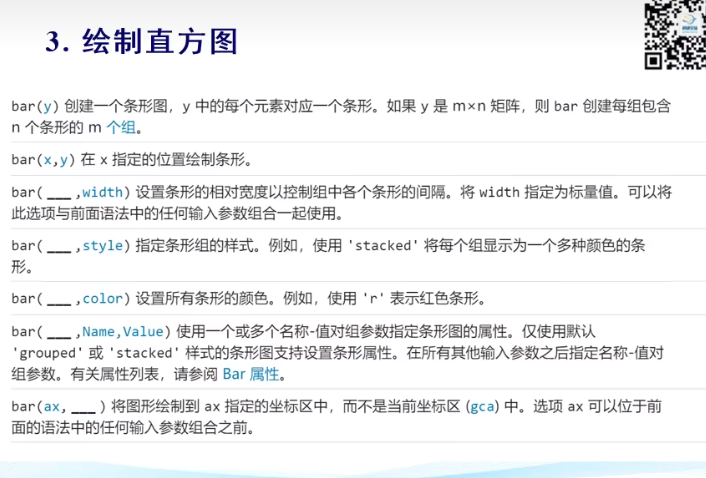 3. 绘制直方图
bar(y) 创建一个条形图，y 中的每个元素对应一个条形。如果 y 是 m×n 矩阵，则 bar 创建每组包含
n 个条形的 m 个组。
bar(x,y) 在 x 指定的位置绘制条形。
bar( ___ ,width) 设置条形的相对宽度以控制组中各个条形的间隔。将 width 指定为标量值。可以将
此选项与前面语法中的任何输入参数组合一起使用。
bar( ___ ,style) 指定条形组的样式。例如，使用 'stacked' 将每个组显示为一个多种颜色的条
形。
bar( ___ ,color) 设置所有条形的颜色。例如，使用 'r' 表示红色条形。
bar( ___ ,Name,Value) 使用一个或多个名称-值对组参数指定条形图的属性。仅使用默认
'grouped' 或 'stacked' 样式的条形图支持设置条形属性。在所有其他输入参数之后指定名称-值对
组参数。有关属性列表，请参阅 Bar 属性。
bar(ax, ___ ) 将图形绘制到 ax 指定的坐标区中，而不是当前坐标区 (gca) 中。选项 ax 可以位于前
面的语法中的任何输入参数组合之前。